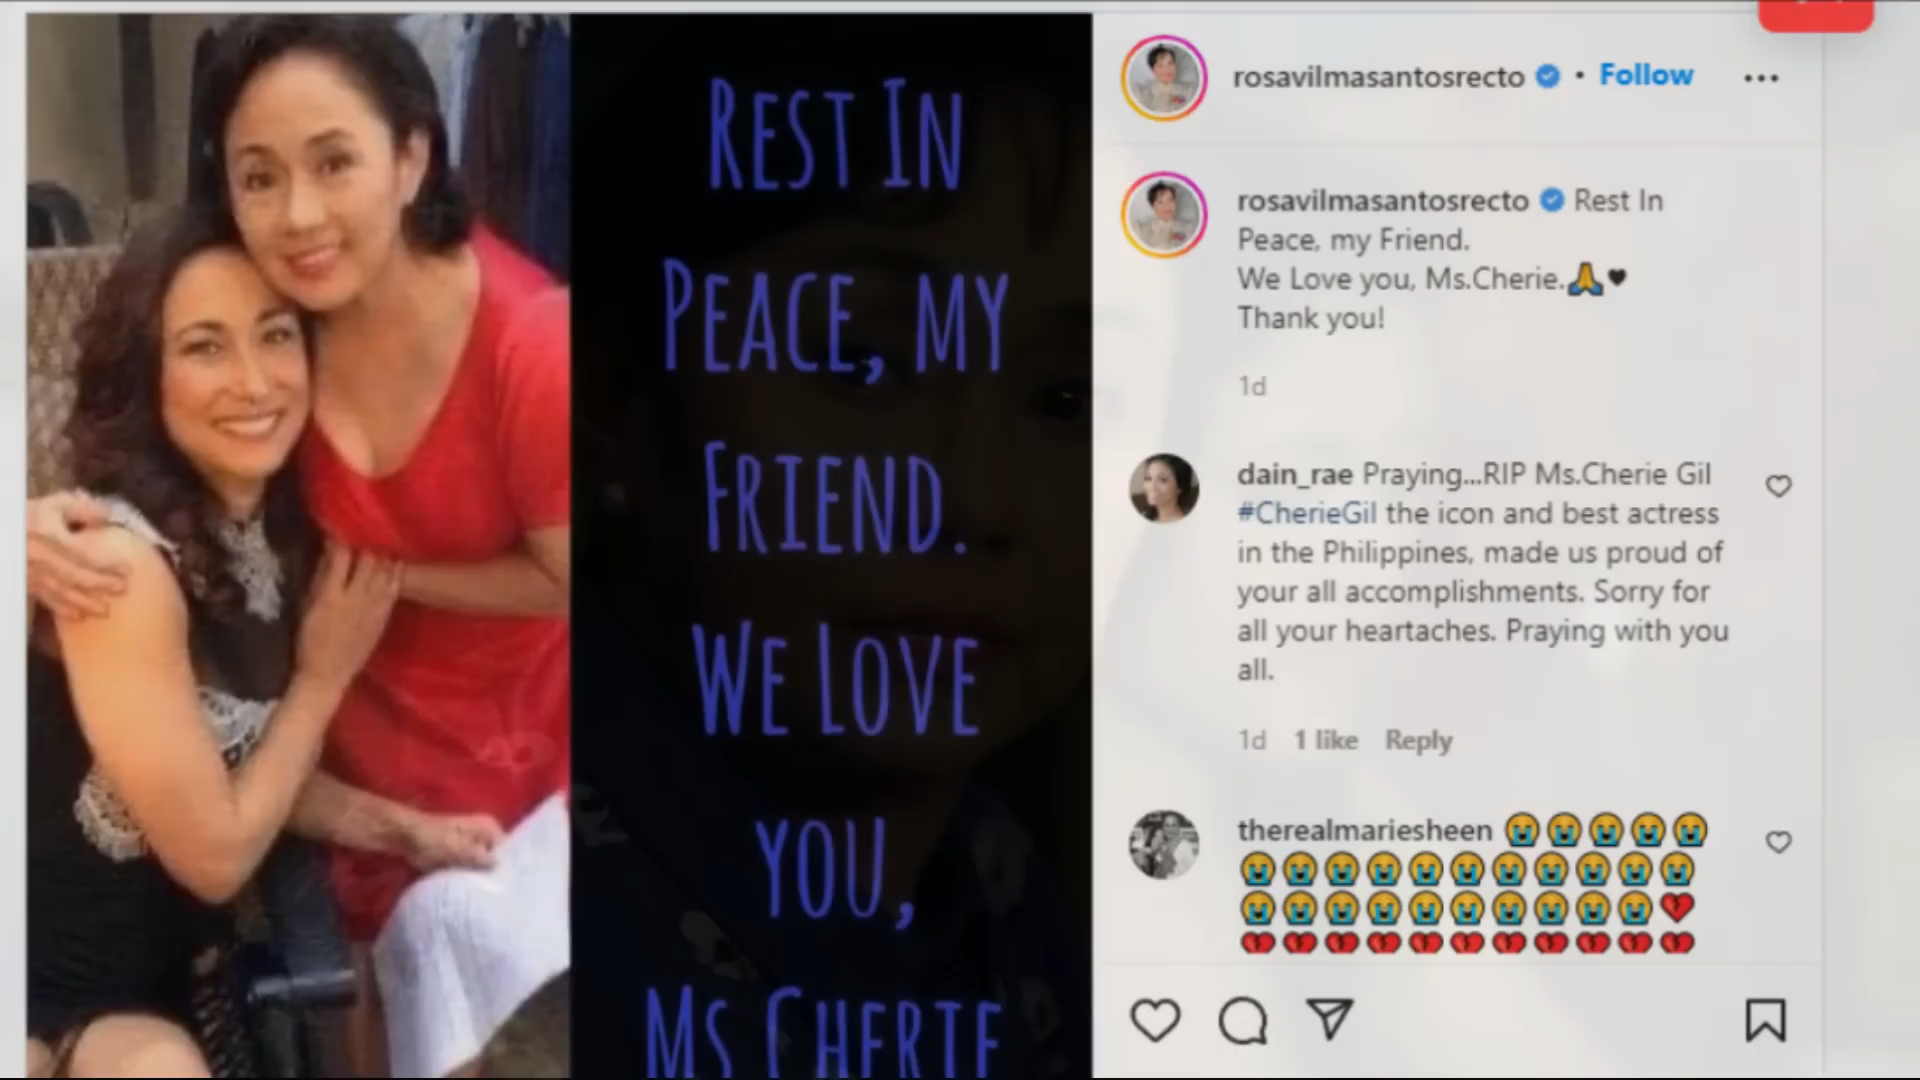 REST IN
PEACE, MY
FRIEND.
WE LOVE
YOU,
MS CHERIE
rosavilmasantosrecto • Follow
rosavilmasantosrecto Rest In
Peace, my Friend.
We Love you, Ms.Cherie.🙏🖤
Thank you!
1d
dain_rae Praying...RIP Ms.Cherie Gil
#CherieGil the icon and best actress
in the Philippines, made us proud of
your all accomplishments. Sorry for
all your heartaches. Praying with you
all.
1d 1 like Reply
therealmariesheen 😭😭😭😭😭
😭😭😭😭😭😭😭😭😭😭😭
😭😭😭😭😭😭😭😭😭😭💔
💔💔💔💔💔💔💔💔💔💔💔